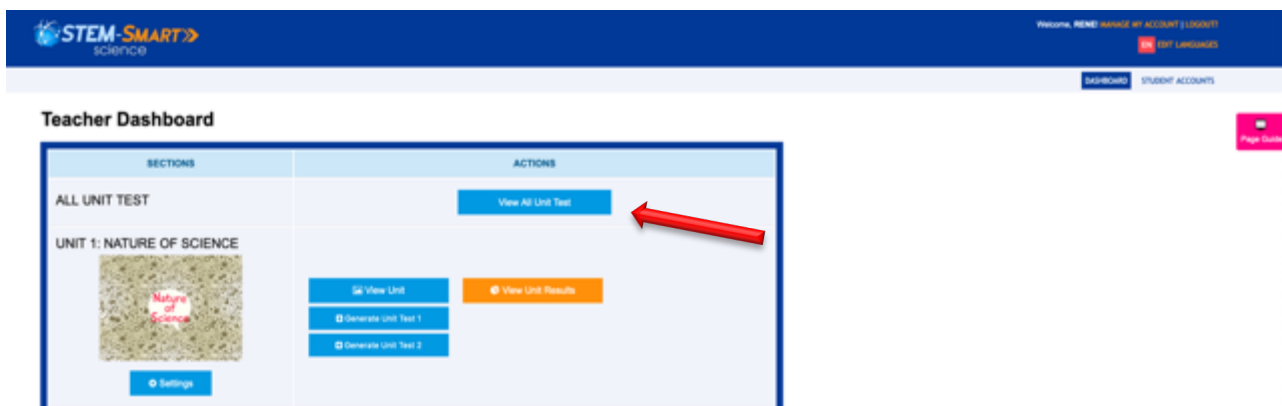 STEM-SMART»
science
Welcome, RENE! MANAGE MY ACCOUNT | LOGOUT!
EN EDIT LANGUAGES
DASHBOARD STUDENT ACCOUNTS
Teacher Dashboard
Page Guide
SECTIONS ACTIONS
ALL UNIT TEST
View All Unit Test
UNIT 1: NATURE OF SCIENCE
Nature
of
Science
View Unit
View Unit Results
Generate Unit Test 1
Generate Unit Test 2
Settings